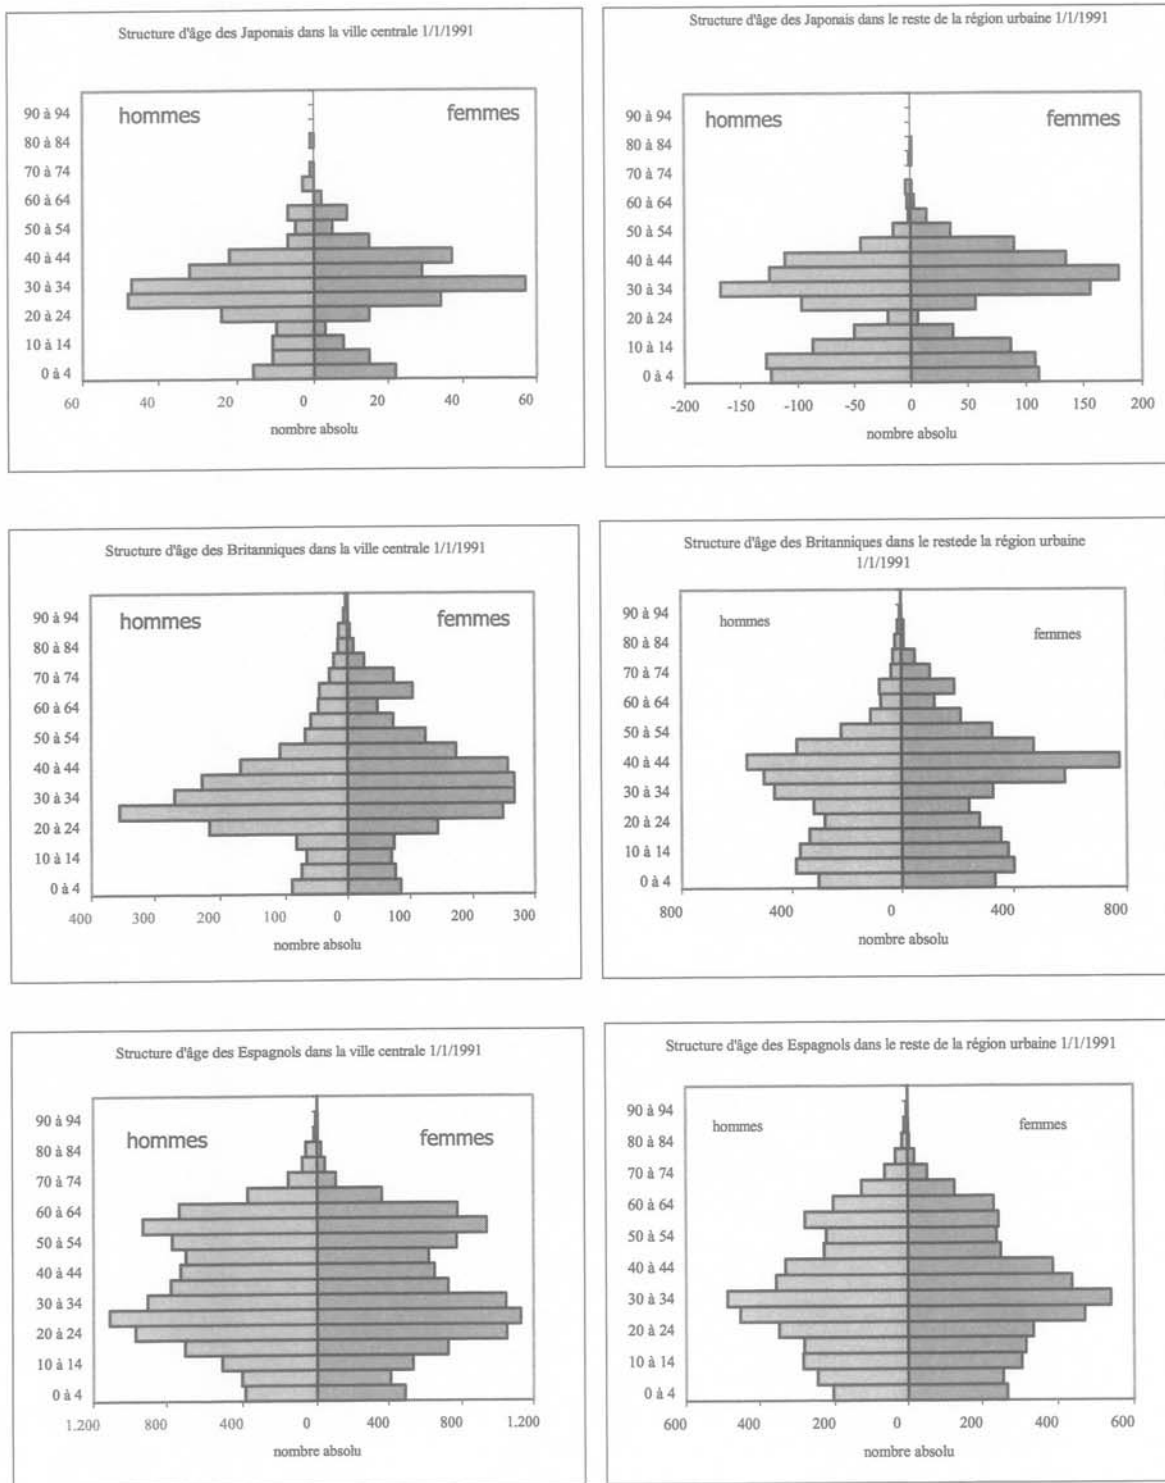 Structure d'âge des Japonais dans la ville centrale 1/1/1991
hommes femmes
90 à 94
80 à 84
70 à 74
60 à 64
50 à 54
40 à 44
30 à 34
20 à 24
10 à 14
0 à 4
60 40 20 0 20 40 60
nombre absolu
Structure d'âge des Japonais dans le reste de la région urbaine 1/1/1991
hommes femmes
90 à 94
80 à 84
70 à 74
60 à 64
50 à 54
40 à 44
30 à 34
20 à 24
10 à 14
0 à 4
-200 -150 -100 -50 0 50 100 150 200
nombre absolu
Structure d'âge des Britanniques dans la ville centrale 1/1/1991
hommes femmes
90 à 94
80 à 84
70 à 74
60 à 64
50 à 54
40 à 44
30 à 34
20 à 24
10 à 14
0 à 4
400 300 200 100 0 100 200 300
nombre absolu
Structure d'âge des Britanniques dans le restede la région urbaine
1/1/1991
hommes
femmes
90 à 94
80 à 84
70 à 74
60 à 64
50 à 54
40 à 44
30 à 34
20 à 24
10 à 14
0 à 4
800 400 0 400 800
nombre absolu
Structure d'âge des Espagnols dans la ville centrale 1/1/1991
hommes femmes
90 à 94
80 à 84
70 à 74
60 à 64
50 à 54
40 à 44
30 à 34
20 à 24
10 à 14
0 à 4
1.200 800 400 0 400 800 1.200
nombre absolu
Structure d'âge des Espagnols dans le reste de la région urbaine 1/1/1991
hommes femmes
90 à 94
80 à 84
70 à 74
60 à 64
50 à 54
40 à 44
30 à 34
20 à 24
10 à 14
0 à 4
600 400 200 0 200 400 600
nombre absolu